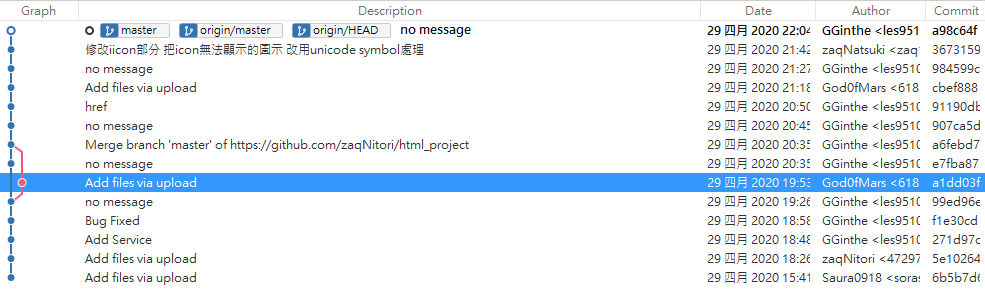 Graph Description Date Author Commit
master origin/master origin/HEAD no message 29 四月 2020 22:04 GGinthe <les951 a98c64f
修改iicon部分 把icon無法顯示的圖示 改用unicode symbol處理 29 四月 2020 21:42 zaqNatsuki <zaq 3673159
no message 29 四月 2020 21:27 GGinthe <les9510 984599c
Add files via upload 29 四月 2020 21:18 God0fMars <618 cbef888
href 29 四月 2020 20:50 GGinthe <les9510 91190db
no message 29 四月 2020 20:45 GGinthe <les9510 907ca5d
Merge branch 'master' of https://github.com/zaqNitori/html_project 29 四月 2020 20:35 GGinthe <les9510 a6febd7
no message 29 四月 2020 20:35 GGinthe <les9510 e7fba87
Add files via upload 29 四月 2020 19:53 God0fMars <618 a1dd03f
no message 29 四月 2020 19:26 GGinthe <les9510 99ed96e
Bug Fixed 29 四月 2020 18:58 GGinthe <les9510 f1e30cd
Add Service 29 四月 2020 18:48 GGinthe <les9510 271d97c
Add files via upload 29 四月 2020 18:26 zaqNitori <47297 5e10264
Add files via upload 29 四月 2020 15:41 Saura0918 <soras 6b5b7d6